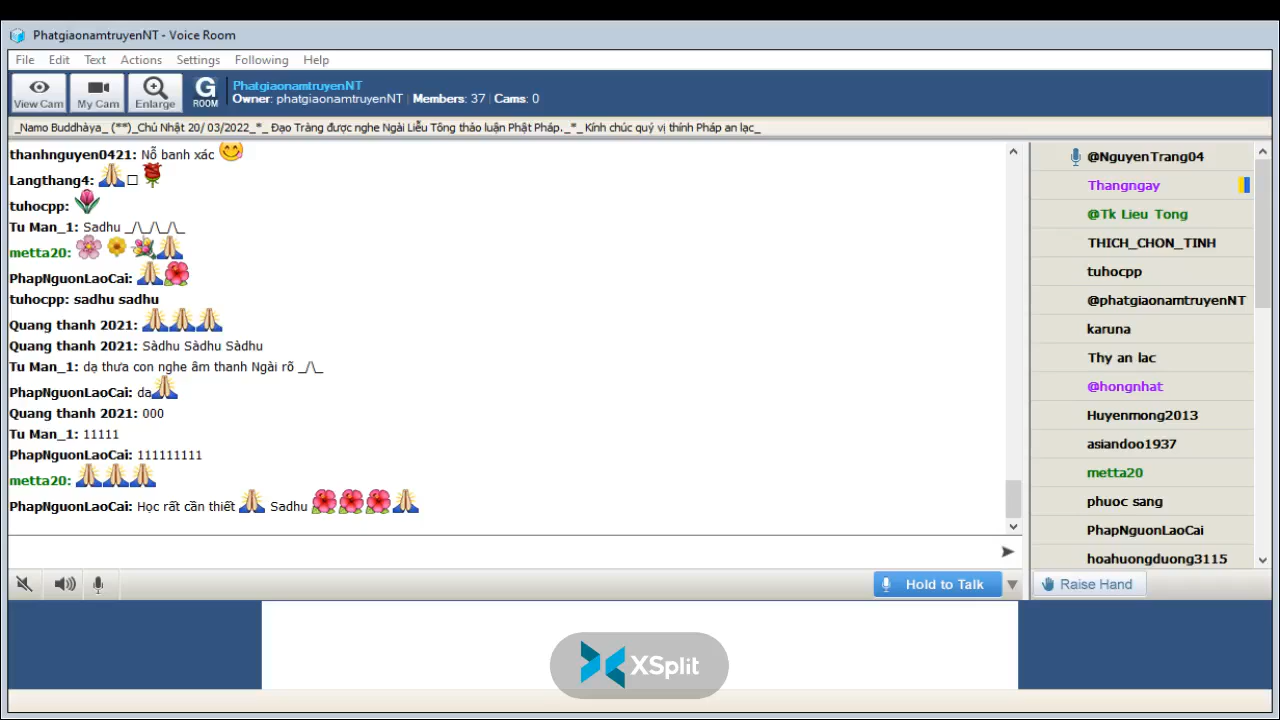 PhatgiaonamtruyenNT - Voice Room
File Edit Text Actions Settings Following Help
View Cam My Cam Enlarge G ROOM
PhatgiaonamtruyenNT
Owner: phatgiaonamtruyenNT | Members: 37 | Cams: 0
_Namo Buddhàya_ (**)_Chủ Nhật 20/ 03/2022_*_ Đạo Tràng được nghe Ngài Liễu Tông thảo luận Phật Pháp._*_ Kính chúc quý vị thính Pháp an lạc_
thanhnguyen0421: Nỗ banh xác
Langthang4:
tuhocpp:
Tu Man_1: Sadhu _/\_/\_/\_
metta20:
PhapNguonLaoCai:
tuhocpp: sadhu sadhu
Quang thanh 2021:
Quang thanh 2021: Sàdhu Sàdhu Sàdhu
Tu Man_1: dạ thưa con nghe âm thanh Ngài rõ _/\_
PhapNguonLaoCai: da
Quang thanh 2021: 000
Tu Man_1: 11111
PhapNguonLaoCai: 111111111
metta20:
PhapNguonLaoCai: Học rất cần thiết Sadhu
@NguyenTrang04
Thangngay
@Tk Lieu Tong
THICH_CHON_TINH
tuhocpp
@phatgiaonamtruyenNT
karuna
Thy an lac
@hongnhat
Huyenmong2013
asiandoo1937
metta20
phuoc sang
PhapNguonLaoCai
hoahuongduong3115
Hold to Talk
Raise Hand
XSplit